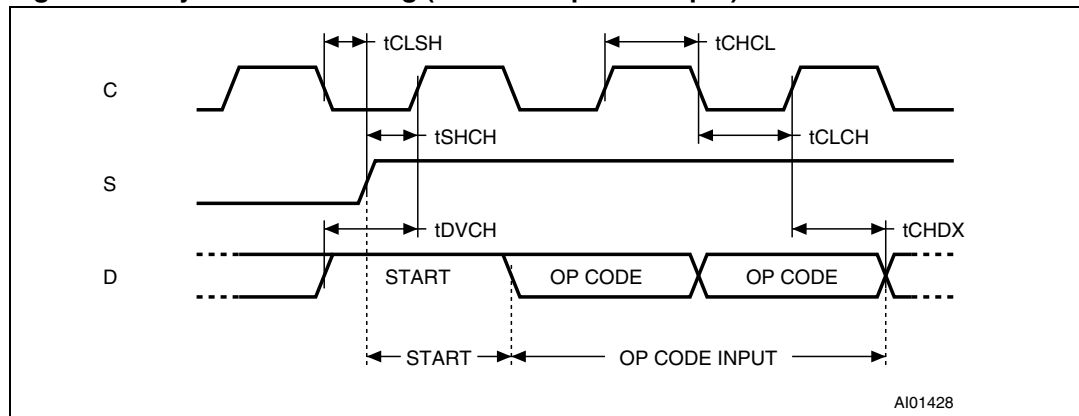 tCLSH
tCHCL
C
tSHCH
tCLCH
S
tDVCH
tCHDX
D
START
OP CODE
OP CODE
START
OP CODE INPUT
AI01428